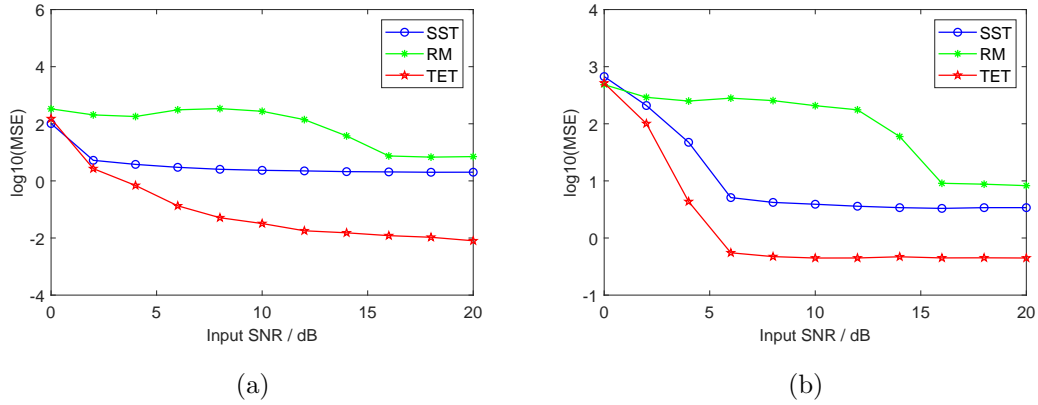 6
4
2
0
-2
-4
0
5
10
15
20
log10(MSE)
Input SNR / dB
SST
RM
TET
(a)
4
3
2
1
0
-1
0
5
10
15
20
log10(MSE)
Input SNR / dB
SST
RM
TET
(b)